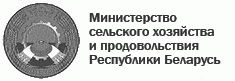 Министерство
сельского хозяйства
и продовольствия
Республики Беларусь